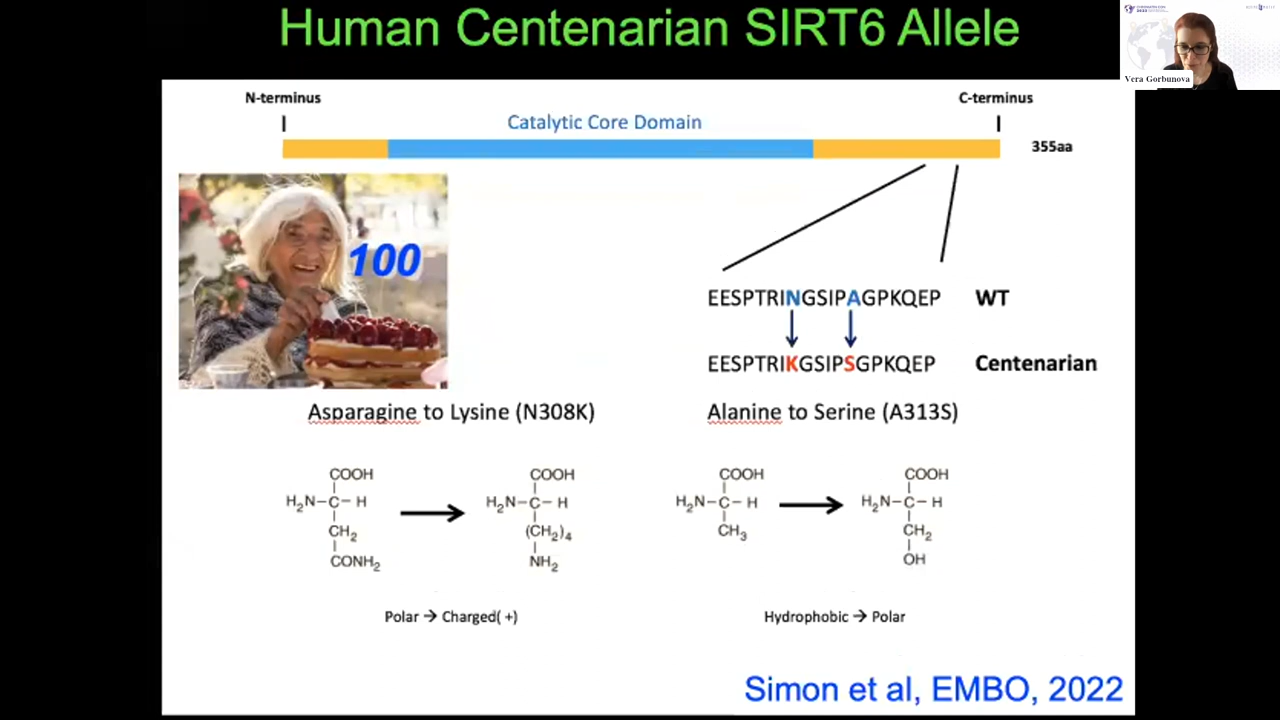 Human Centenarian SIRT6 Allele
Vera Gorbunova
N-terminus
C-terminus
Catalytic Core Domain
355aa
100
EESPTRINGSIPAGPKQEP WT
EESPTRIKGSIPSGPKQEP Centenarian
Asparagine to Lysine (N308K)
Alanine to Serine (A313S)
COOH
H₂N–C–H
CH₂
CONH₂
COOH
H₂N–C–H
(CH₂)₄
NH₂
COOH
H₂N–C–H
CH₃
COOH
H₂N–C–H
CH₂
OH
Polar → Charged( +)
Hydrophobic → Polar
Simon et al, EMBO, 2022